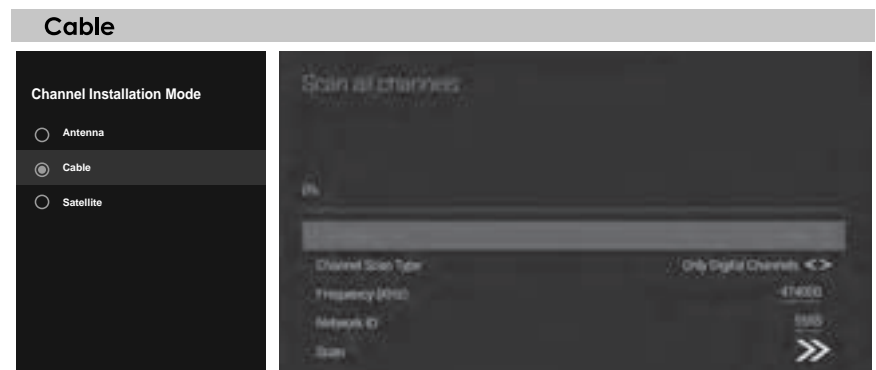 Cable
Channel Installation Mode
Antenna
Cable
Satellite
Scan all channels
0%
Channel Scan Type
Only Digital Channels <>
Frequency (KHz)
474000
Network ID
Scan